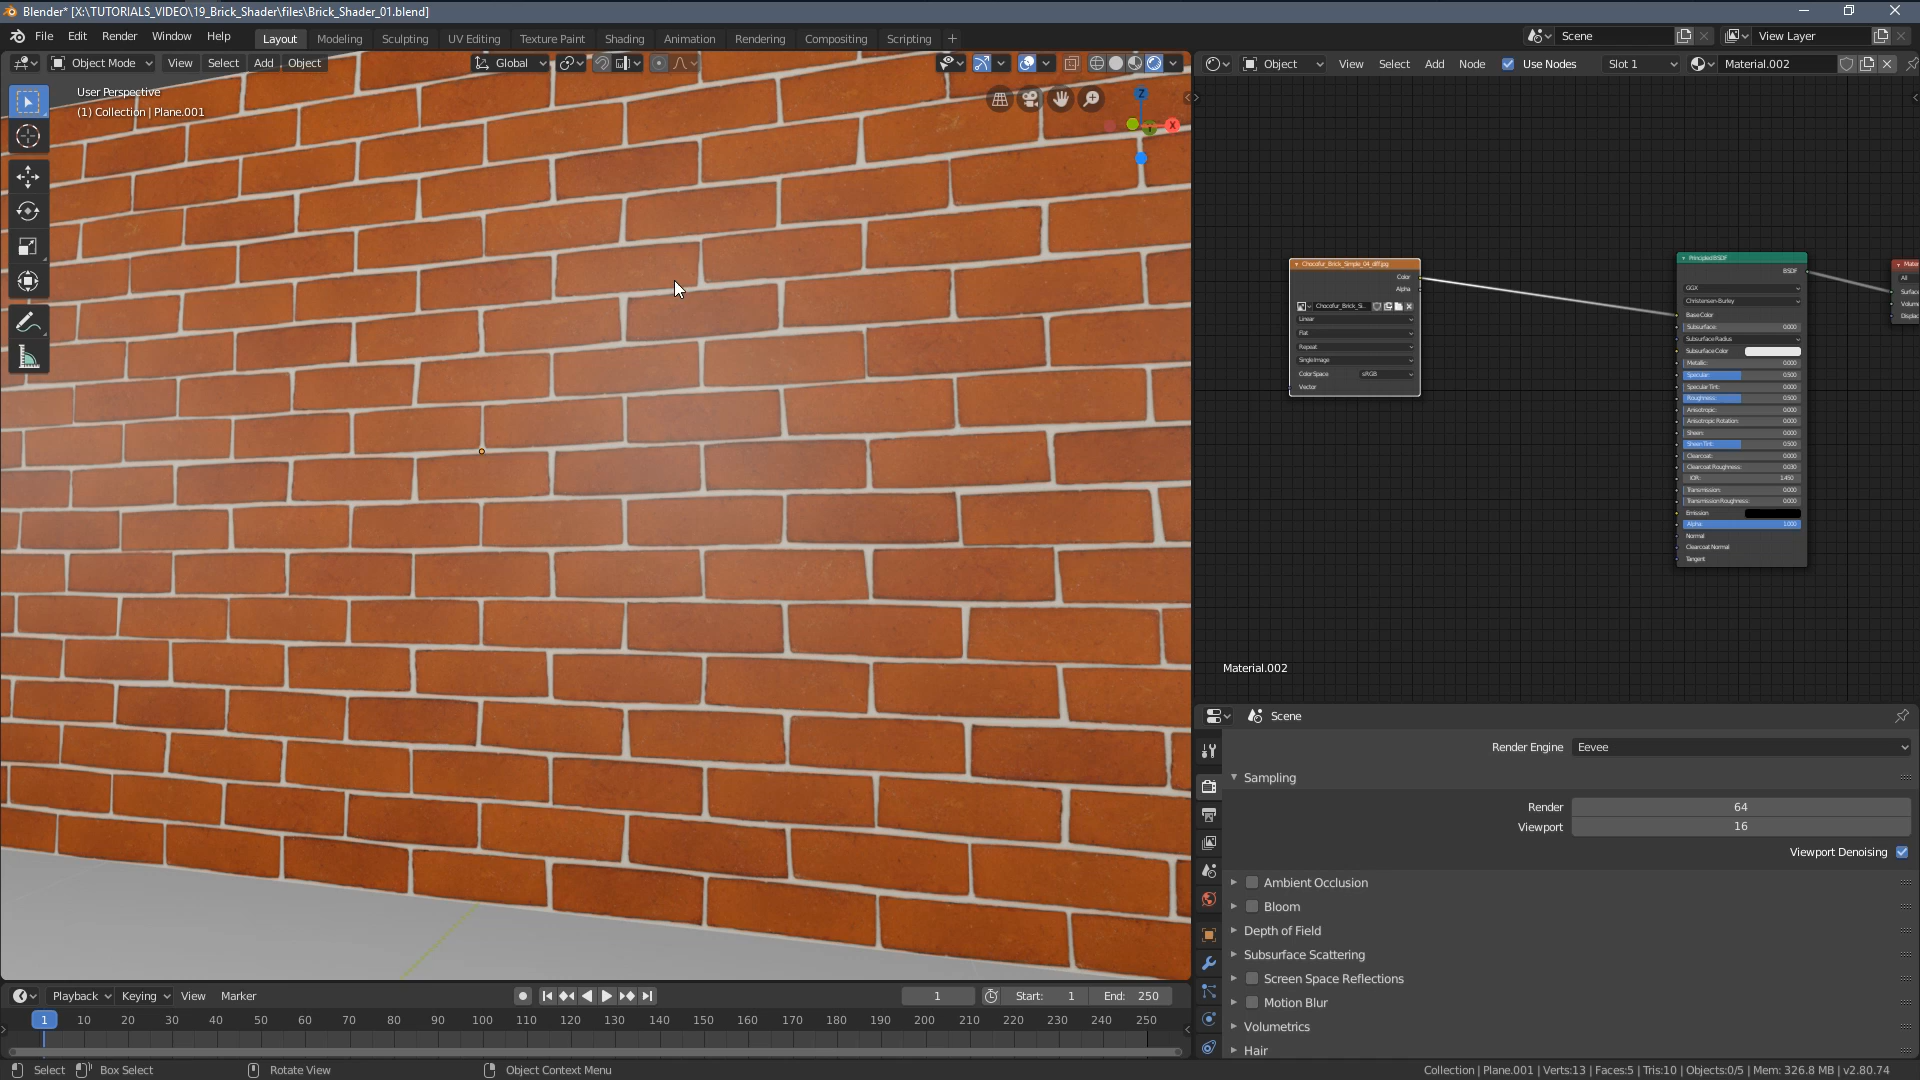 Blender* [X:\TUTORIALS_VIDEO\19_Brick_Shader\files\Brick_Shader_01.blend]
File Edit Render Window Help Layout Modeling Sculpting UV Editing Texture Paint Shading Animation Rendering Compositing Scripting + Scene View Layer
Object Mode View Select Add Object Global
Object View Select Add Node Use Nodes Slot 1 Material.002
User Perspective
(1) Collection | Plane.001
Z
X
Y
Chocofur_Brick_Simple_04_diff.jpg
Color
Alpha
Chocofur_Brick_Si...
Linear
Flat
Repeat
Single Image
Color Space sRGB
Vector
Principled BSDF
BSDF
GGX
Christensen-Burley
Base Color
Subsurface: 0.000
Subsurface Radius
Subsurface Color
Metallic: 0.000
Specular: 0.500
Specular Tint: 0.000
Roughness: 0.500
Anisotropic: 0.000
Anisotropic Rotation: 0.000
Sheen: 0.000
Sheen Tint: 0.500
Clearcoat: 0.000
Clearcoat Roughness: 0.030
IOR: 1.450
Transmission: 0.000
Transmission Roughness: 0.000
Emission
Alpha: 1.000
Normal
Clearcoat Normal
Tangent
Mater
All
Surfac
Volum
Displac
Material.002
Scene
Render Engine Eevee
Sampling
Render 64
Viewport 16
Viewport Denoising
Ambient Occlusion
Bloom
Depth of Field
Subsurface Scattering
Screen Space Reflections
Motion Blur
Volumetrics
Hair
Playback Keying View Marker 1 Start: 1 End: 250
1 10 20 30 40 50 60 70 80 90 100 110 120 130 140 150 160 170 180 190 200 210 220 230 240 250
Select Box Select Rotate View Object Context Menu Collection | Plane.001 | Verts:13 | Faces:5 | Tris:10 | Objects:0/5 | Mem: 326.8 MB | v2.80.74